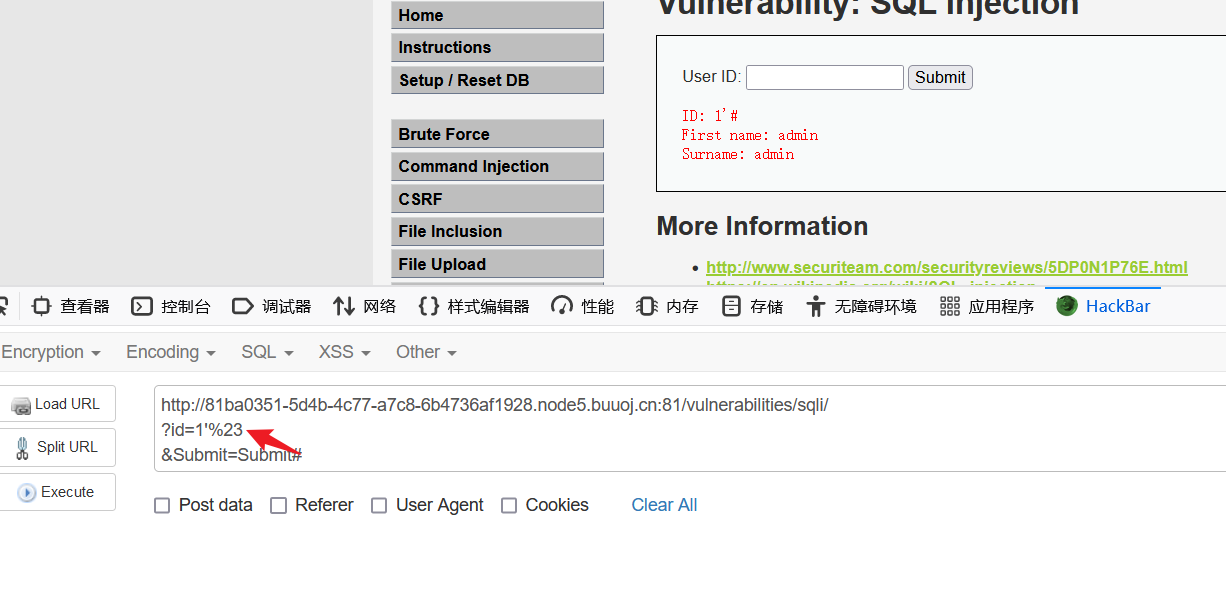 Vulnerability: SQL Injection
Home
Instructions
Setup / Reset DB
Brute Force
Command Injection
CSRF
File Inclusion
File Upload
User ID:
Submit
ID: 1'#
First name: admin
Surname: admin
More Information
http://www.securiteam.com/securityreviews/5DP0N1P76E.html
查看器 控制台 调试器 网络 样式编辑器 性能 内存 存储 无障碍环境 应用程序 HackBar
Encryption Encoding SQL XSS Other
Load URL
Split URL
Execute
http://81ba0351-5d4b-4c77-a7c8-6b4736af1928.node5.buuoj.cn:81/vulnerabilities/sqli/
?id=1'%23
&Submit=Submit#
Post data Referer User Agent Cookies Clear All